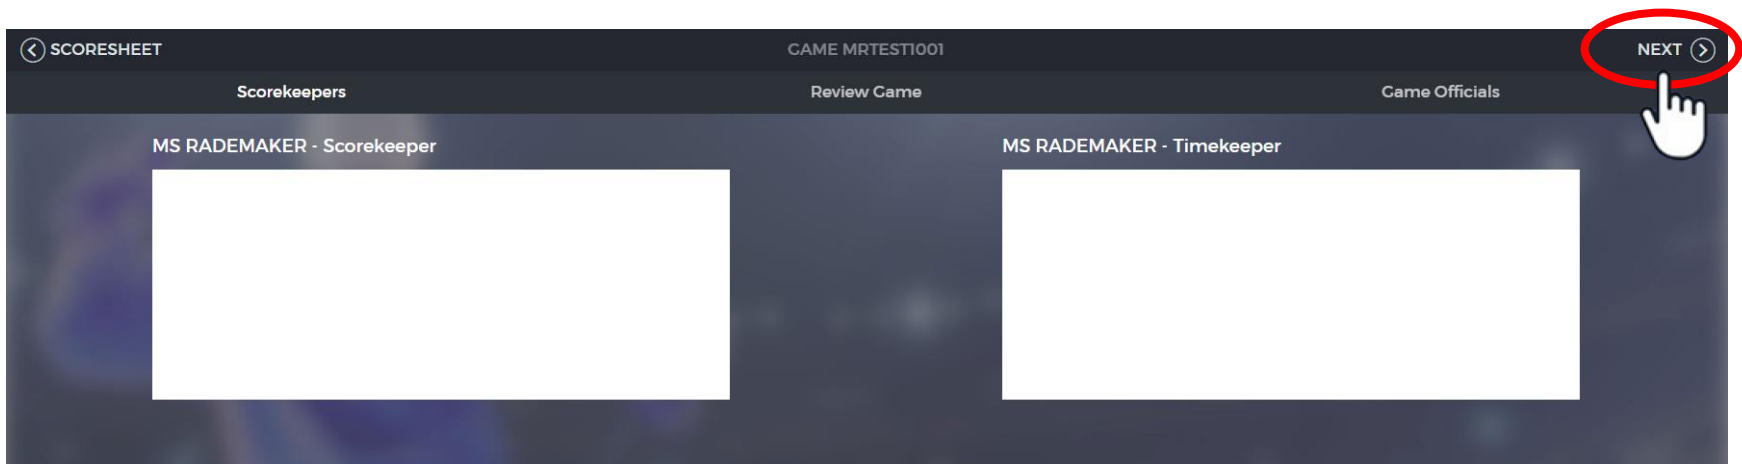 SCORESHEET
GAME MRTEST1001
NEXT
Scorekeepers
Review Game
Game Officials
MS RADEMAKER - Scorekeeper
MS RADEMAKER - Timekeeper